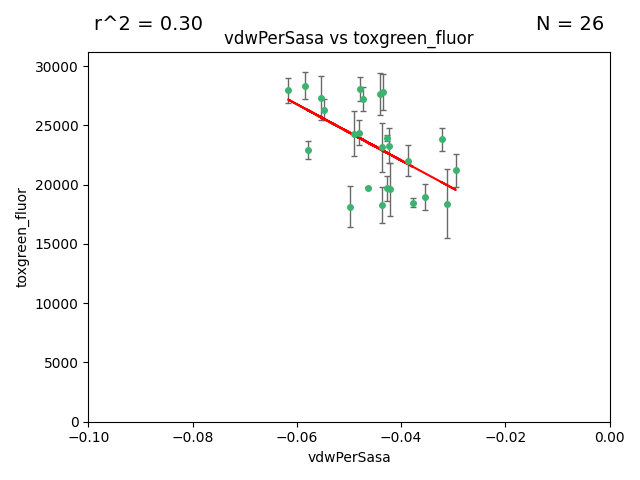 r^2 = 0.30
N = 26
vdwPerSasa vs toxgreen_fluor
30000
25000
20000
15000
10000
5000
0
toxgreen_fluor
−0.10
−0.08
−0.06
−0.04
−0.02
0.00
vdwPerSasa